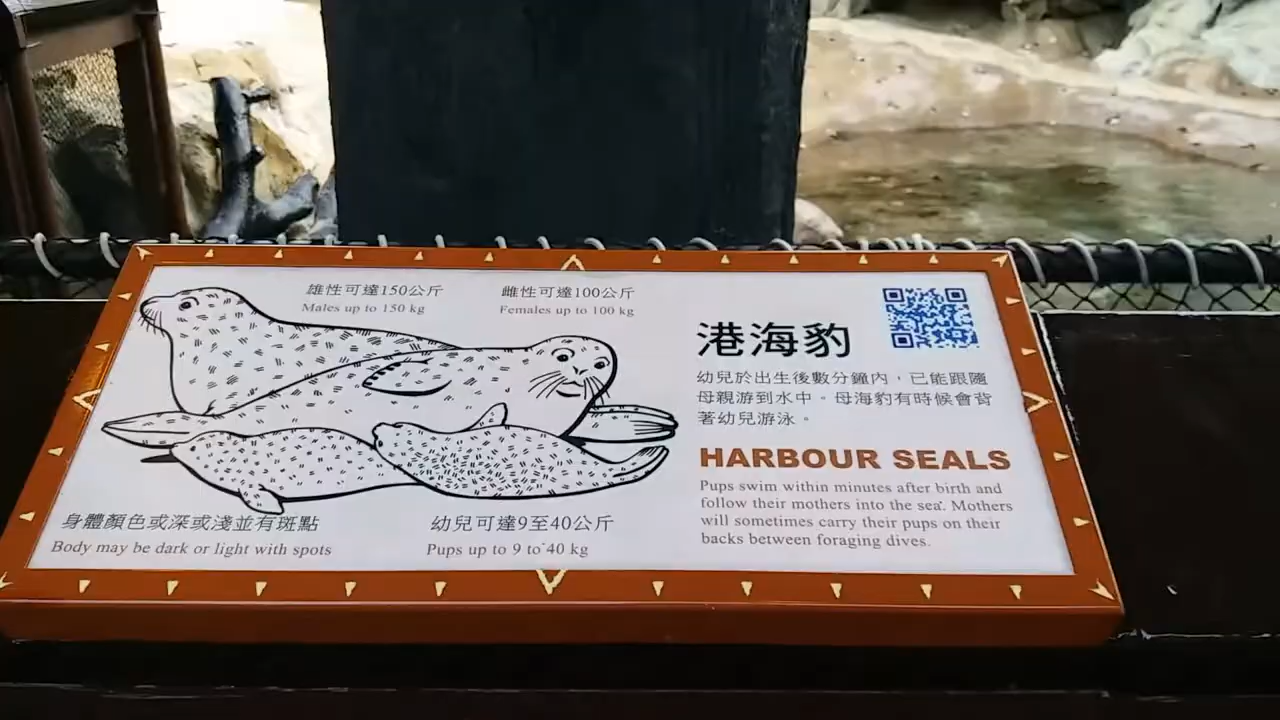 雄性可達150公斤
Males up to 150 kg
雌性可達100公斤
Females up to 100 kg
港海豹
幼兒於出生後數分鐘內，已能跟隨
母親游到水中。母海豹有時候會背
著幼兒游泳。
HARBOUR SEALS
Pups swim within minutes after birth and
follow their mothers into the sea. Mothers
will sometimes carry their pups on their
backs between foraging dives.
身體顏色或深或淺並有斑點
Body may be dark or light with spots
幼兒可達9至40公斤
Pups up to 9 to 40 kg